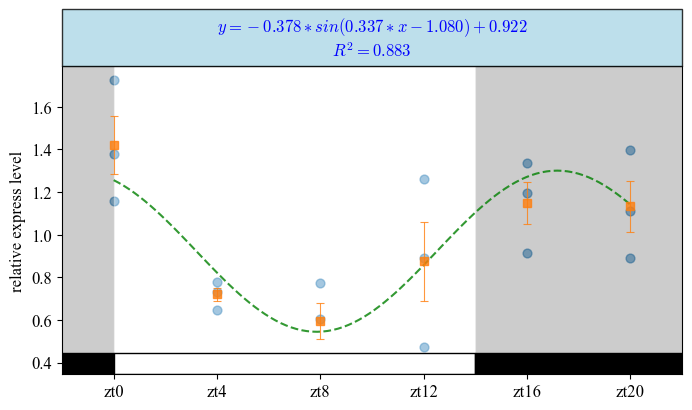 y = −0.378∗sin(0.337∗x−1.080)+0.922
R² = 0.883
relative express level
1.6
1.4
1.2
1.0
0.8
0.6
0.4
zt0 zt4 zt8 zt12 zt16 zt20